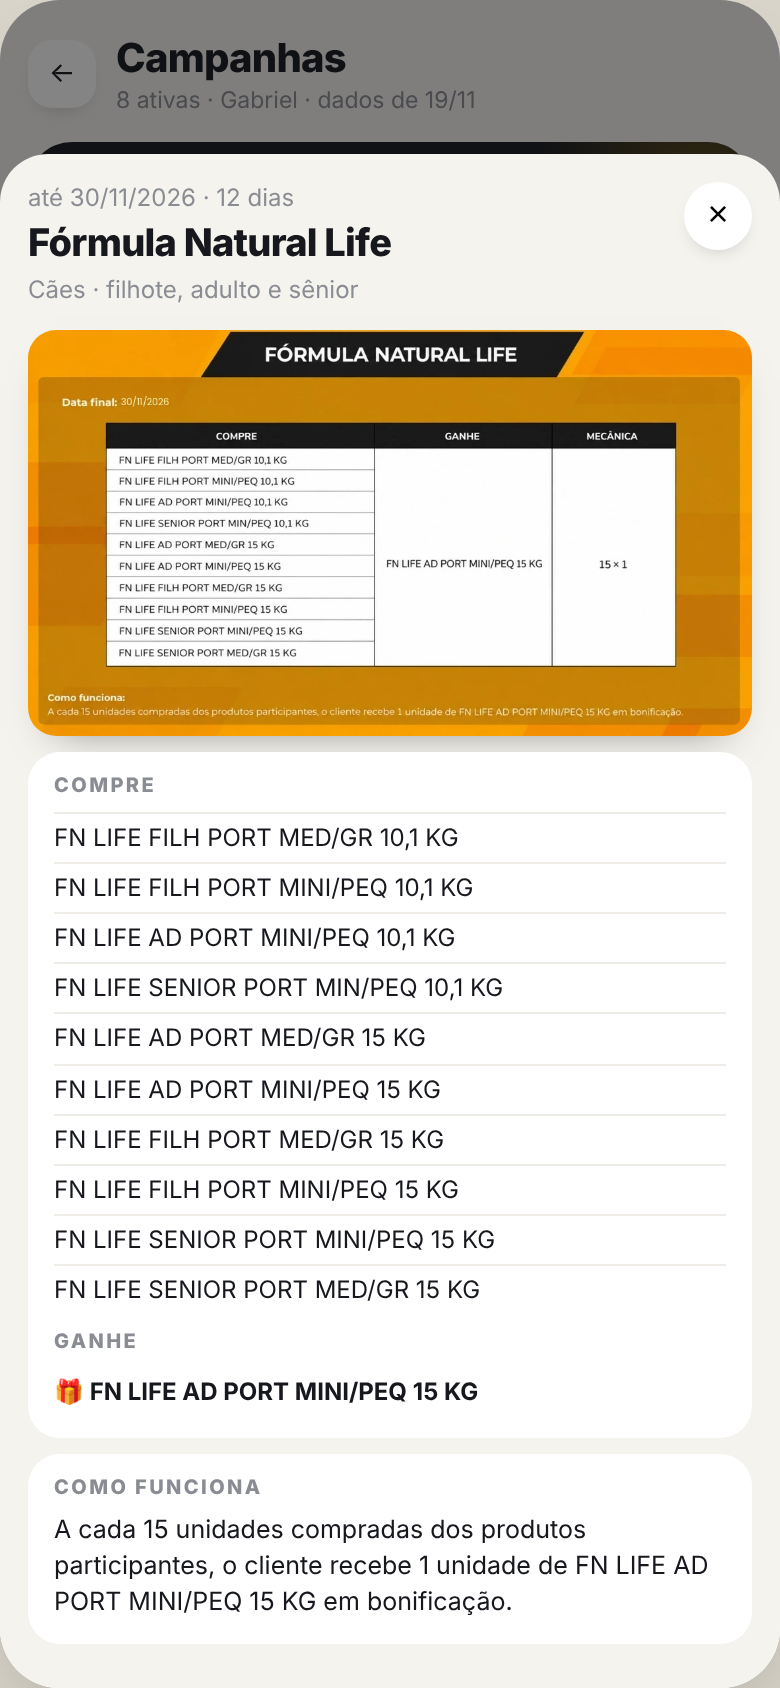 Campanhas
8 ativas · Gabriel · dados de 19/11
até 30/11/2026 · 12 dias
Fórmula Natural Life
Cães · filhote, adulto e sênior
FÓRMULA NATURAL LIFE
Data final: 30/11/2026
COMPRE GANHE MECÂNICA
FN LIFE FILH PORT MED/GR 10,1 KG
FN LIFE FILH PORT MINI/PEQ 10,1 KG
FN LIFE AD PORT MINI/PEQ 10,1 KG
FN LIFE SENIOR PORT MIN/PEQ 10,1 KG
FN LIFE AD PORT MED/GR 15 KG
FN LIFE AD PORT MINI/PEQ 15 KG
FN LIFE FILH PORT MED/GR 15 KG
FN LIFE FILH PORT MINI/PEQ 15 KG
FN LIFE SENIOR PORT MINI/PEQ 15 KG
FN LIFE SENIOR PORT MED/GR 15 KG
FN LIFE AD PORT MINI/PEQ 15 KG
15 × 1
Como funciona:
A cada 15 unidades compradas dos produtos participantes, o cliente recebe 1 unidade de FN LIFE AD PORT MINI/PEQ 15 KG em bonificação.
COMPRE
FN LIFE FILH PORT MED/GR 10,1 KG
FN LIFE FILH PORT MINI/PEQ 10,1 KG
FN LIFE AD PORT MINI/PEQ 10,1 KG
FN LIFE SENIOR PORT MIN/PEQ 10,1 KG
FN LIFE AD PORT MED/GR 15 KG
FN LIFE AD PORT MINI/PEQ 15 KG
FN LIFE FILH PORT MED/GR 15 KG
FN LIFE FILH PORT MINI/PEQ 15 KG
FN LIFE SENIOR PORT MINI/PEQ 15 KG
FN LIFE SENIOR PORT MED/GR 15 KG
GANHE
🎁 FN LIFE AD PORT MINI/PEQ 15 KG
COMO FUNCIONA
A cada 15 unidades compradas dos produtos
participantes, o cliente recebe 1 unidade de FN LIFE AD
PORT MINI/PEQ 15 KG em bonificação.